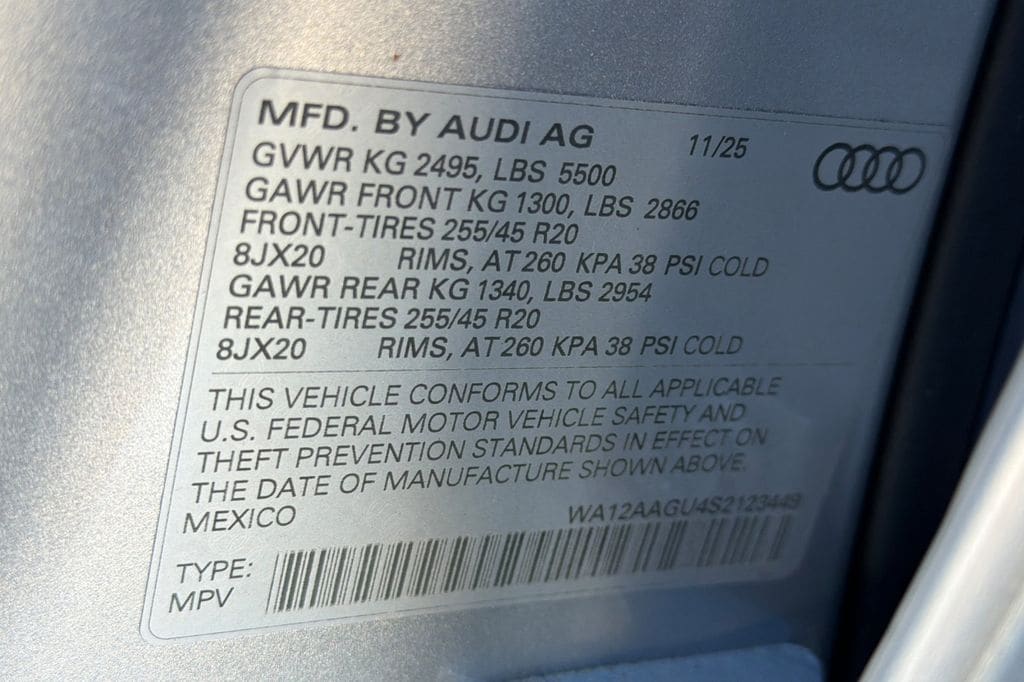 MFD. BY AUDI AG 11/25
GVWR KG 2495, LBS 5500
GAWR FRONT KG 1300, LBS 2866
FRONT-TIRES 255/45 R20
8JX20 RIMS, AT 260 KPA 38 PSI COLD
GAWR REAR KG 1340, LBS 2954
REAR-TIRES 255/45 R20
8JX20 RIMS, AT 260 KPA 38 PSI COLD
THIS VEHICLE CONFORMS TO ALL APPLICABLE
U.S. FEDERAL MOTOR VEHICLE SAFETY AND
THEFT PREVENTION STANDARDS IN EFFECT ON
THE DATE OF MANUFACTURE SHOWN ABOVE.
MEXICO WA12AAGU4S2123449
TYPE:
MPV